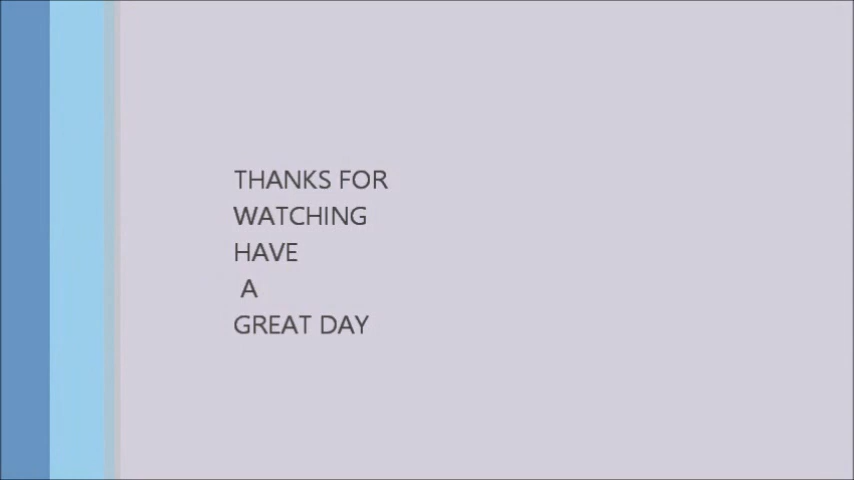 THANKS FOR
WATCHING
HAVE
A
GREAT DAY